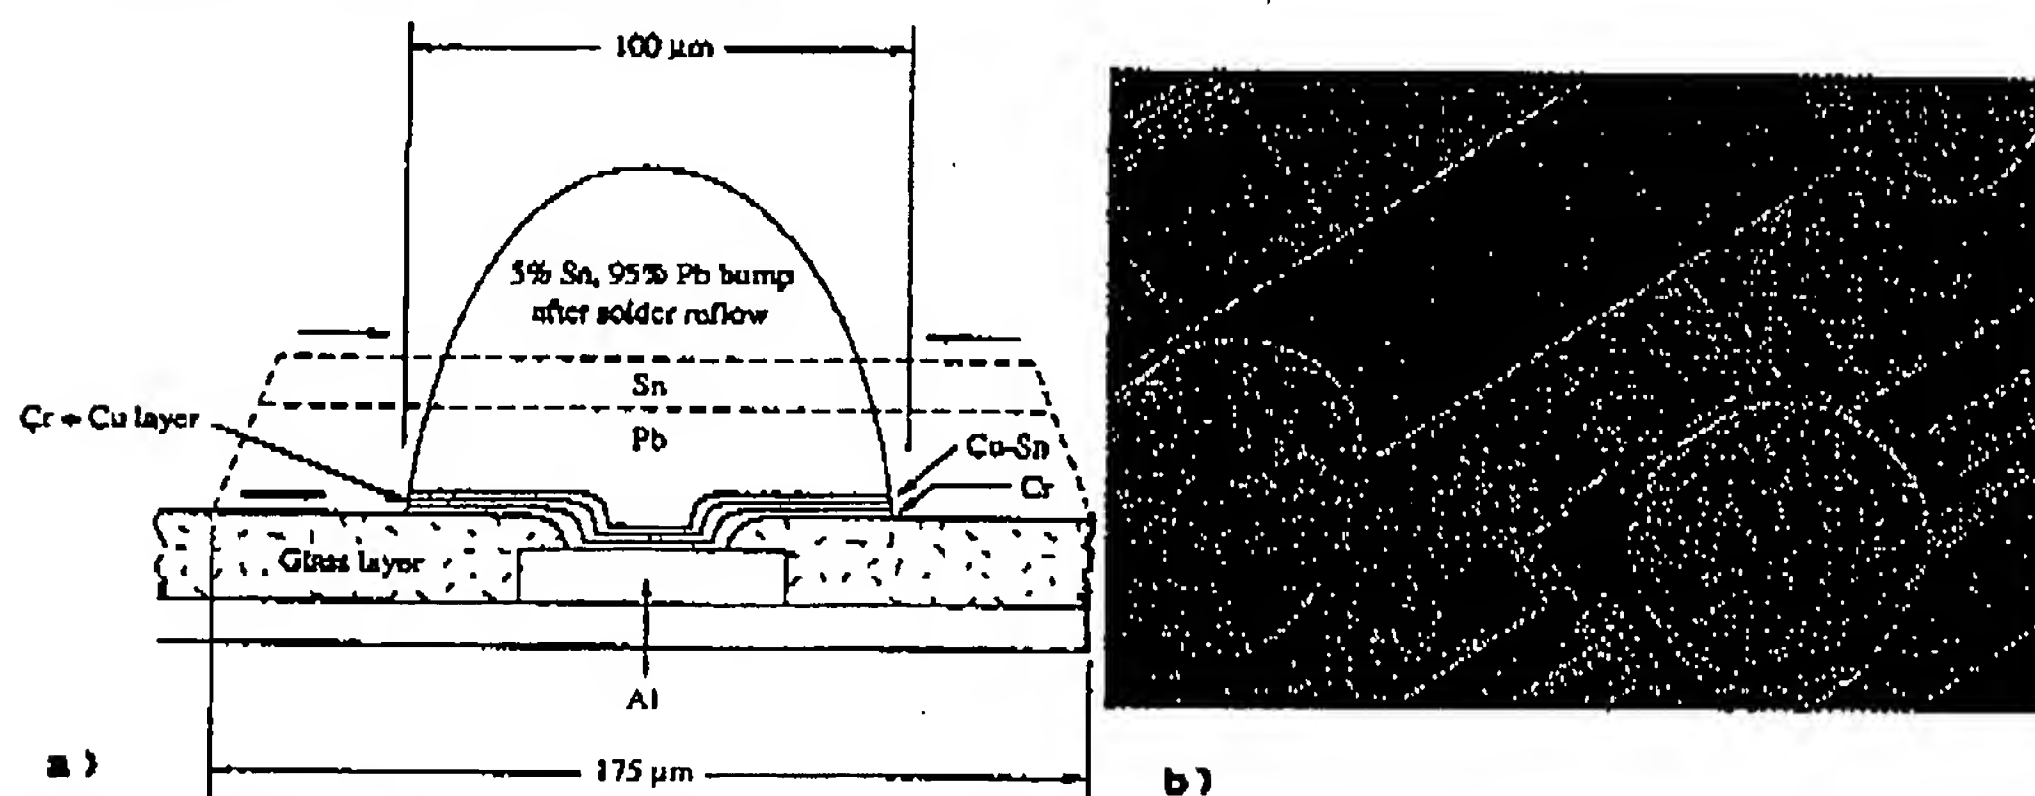 100 μm
5% Sn, 95% Pb bump
after solder reflow
Sn
Cr + Cu layer
Pb
Cu-Sn
Cr
Glass layer
Al
175 μm
a)
b)